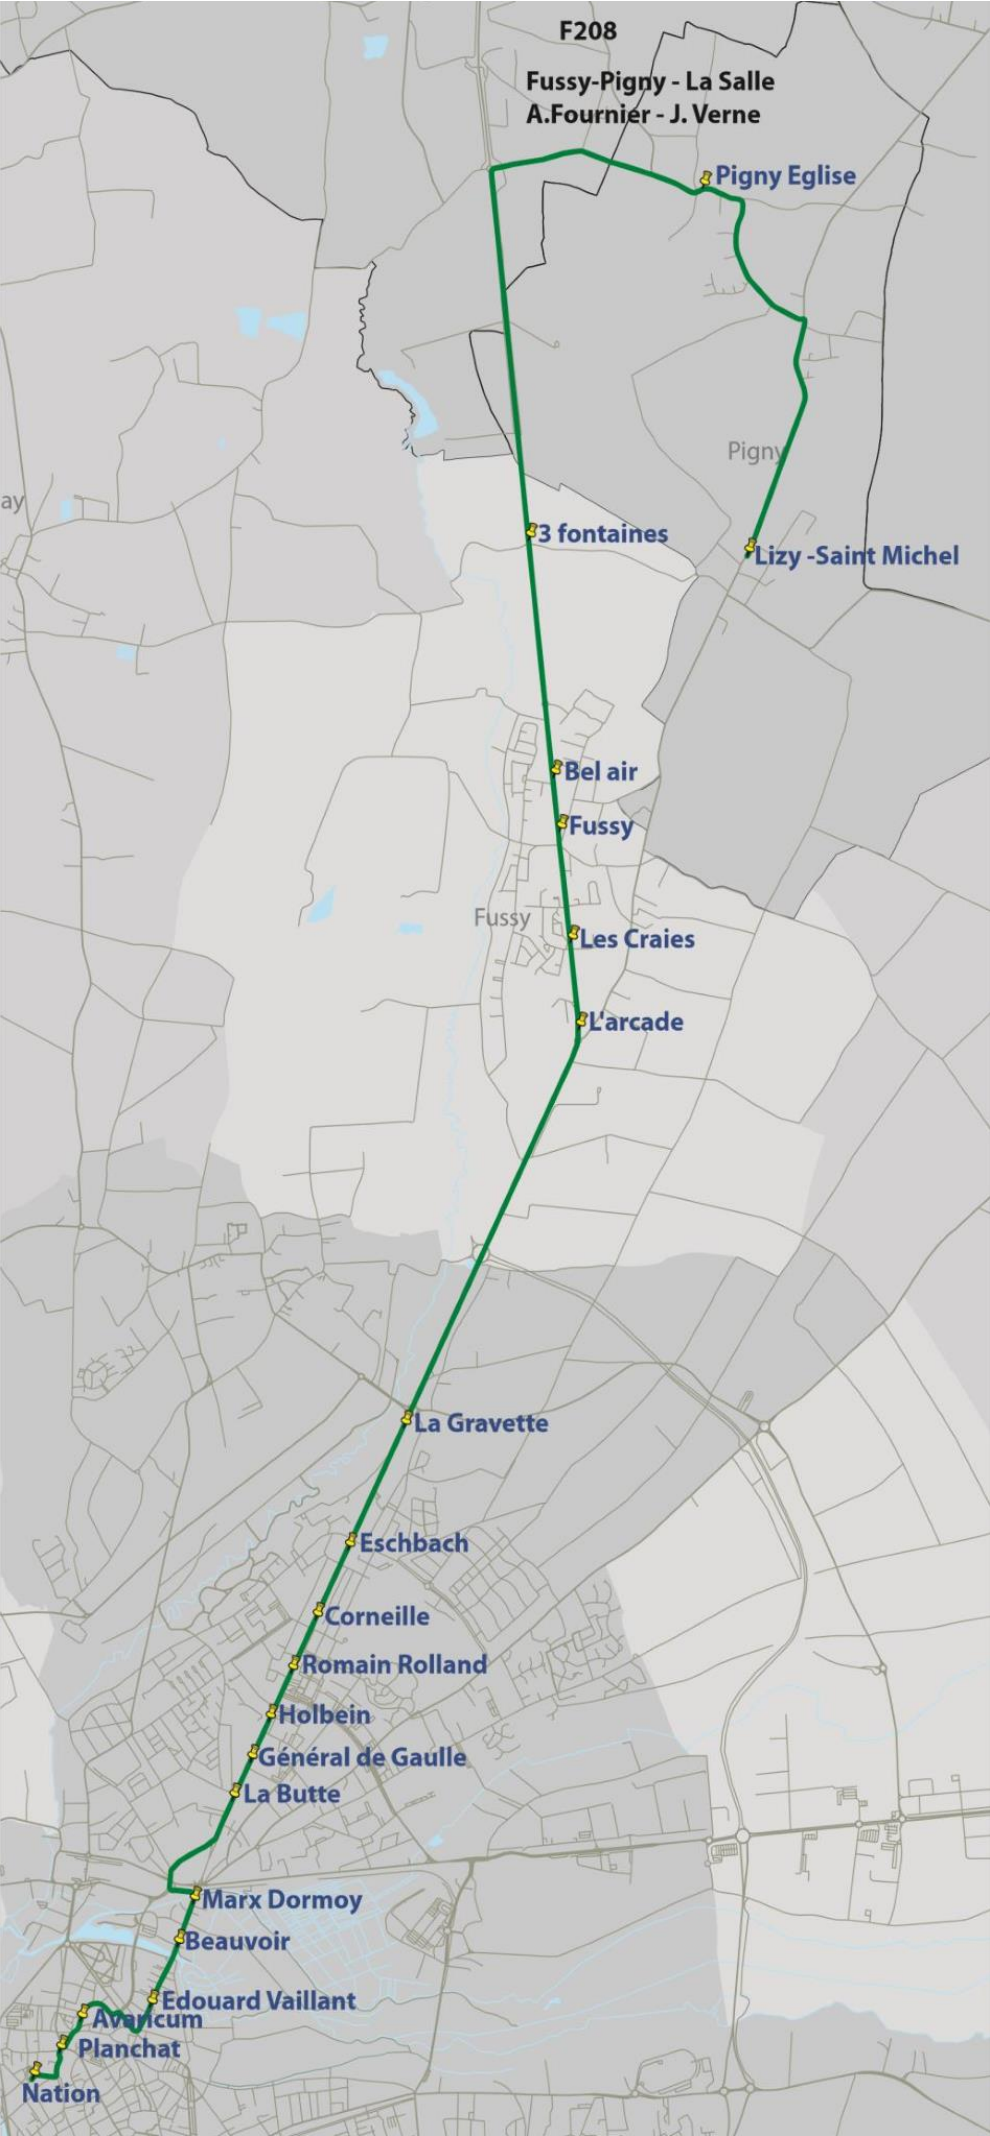 F208
Fussy-Pigny - La Salle
A.Fournier - J. Verne
Pigny Eglise
Pigny
ay
3 fontaines
Lizy -Saint Michel
Bel air
Fussy
Fussy
Les Craies
L'arcade
La Gravette
Eschbach
Corneille
Romain Rolland
Holbein
Général de Gaulle
La Butte
Marx Dormoy
Beauvoir
Edouard Vaillant
Avaricum
Planchat
Nation